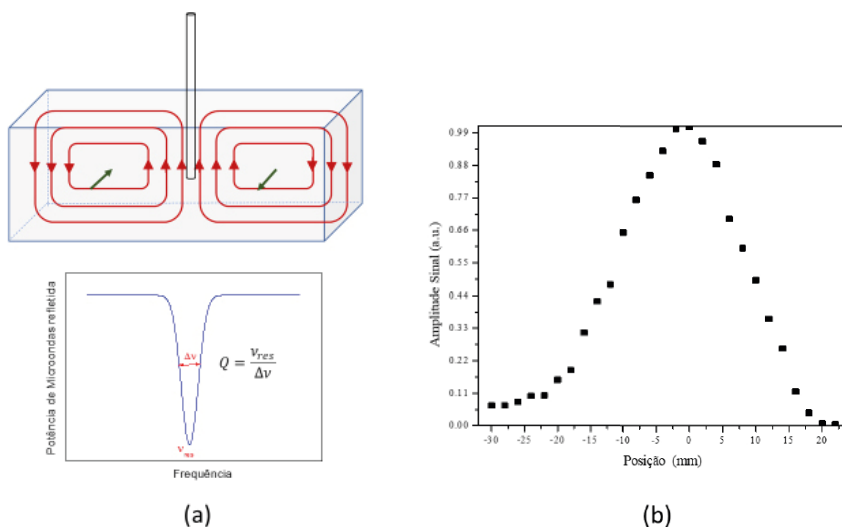 Potência de Microondas refletida
Δν
Q = ν_res / Δν
ν_res
Frequência
(a)
Amplitude Sinal (a.u.)
0.99
0.88
0.77
0.66
0.55
0.44
0.33
0.22
0.11
0.00
-30 -25 -20 -15 -10 -5 0 5 10 15 20
Posição (mm)
(b)